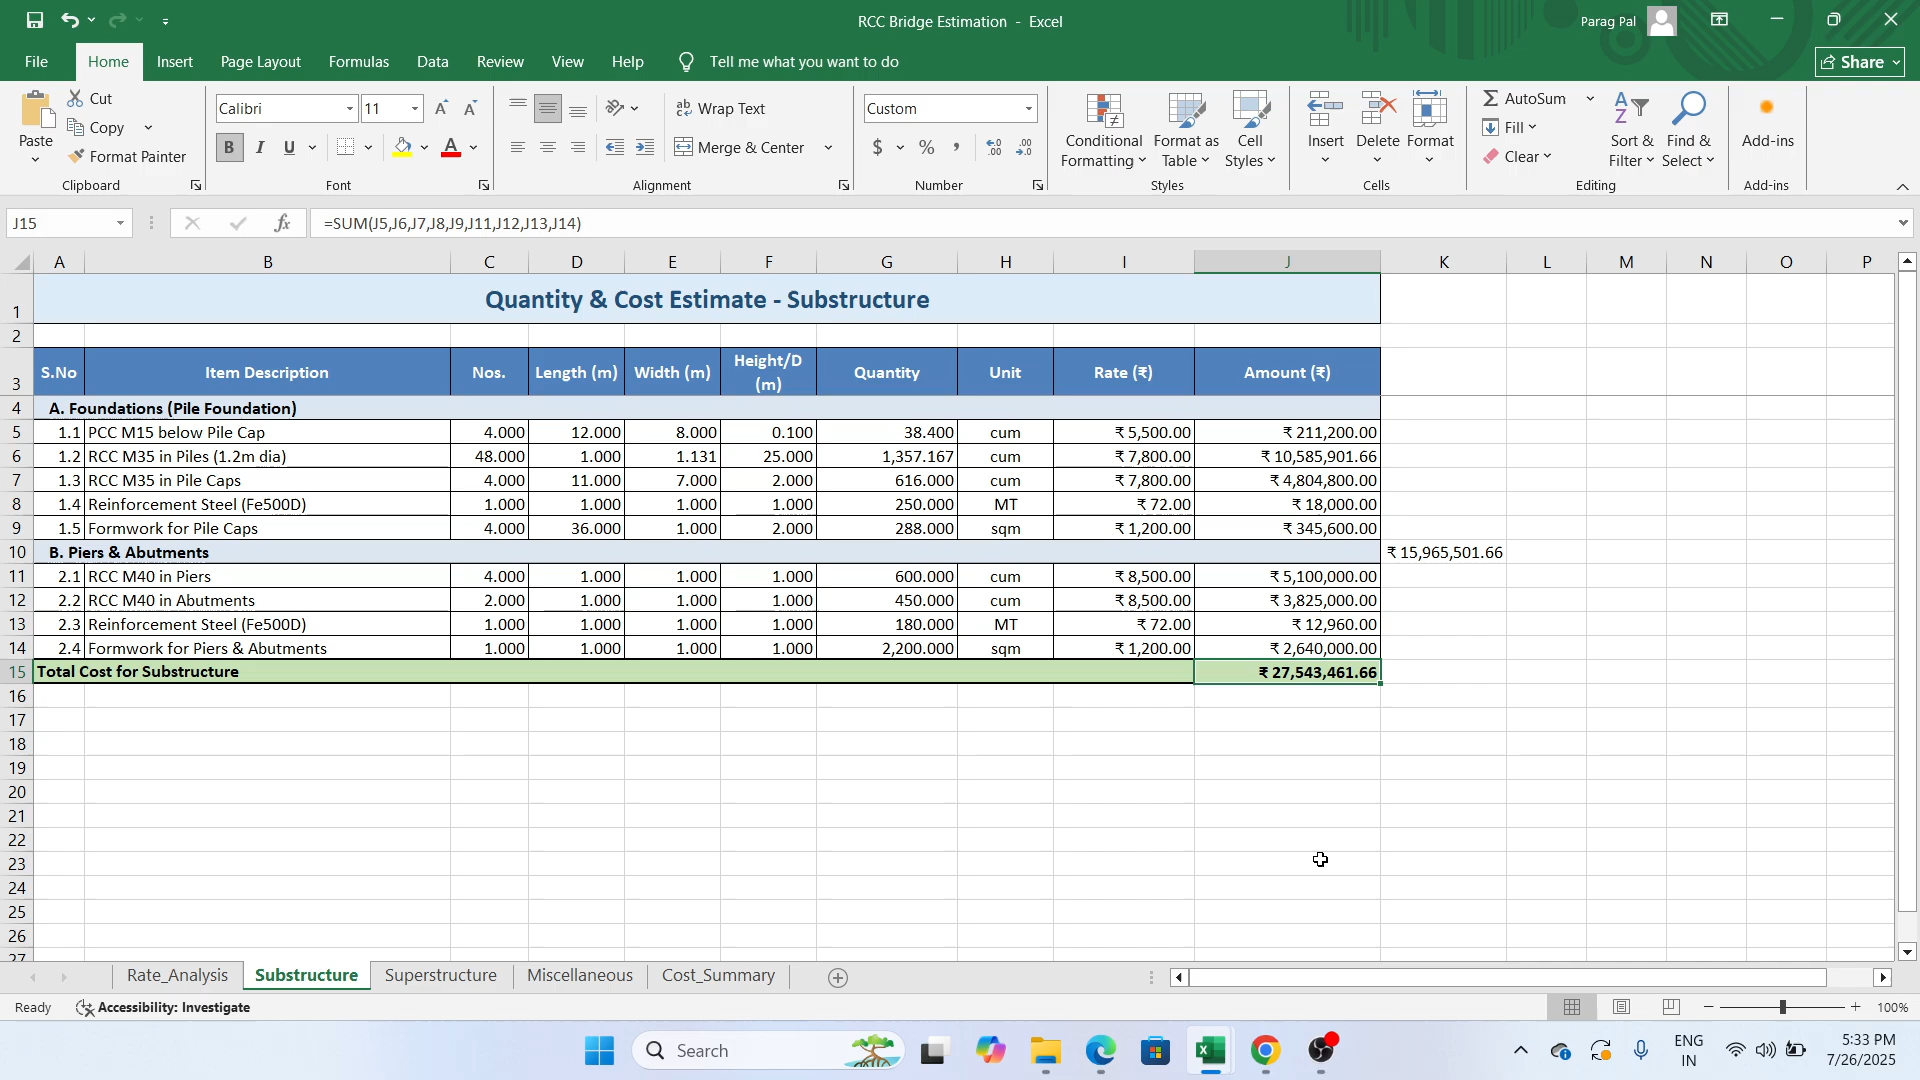 RCC Bridge Estimation - Excel
Parag Pal
File Home Insert Page Layout Formulas Data Review View Help Tell me what you want to do
Share
Paste
Cut
Copy
Format Painter
Clipboard
Calibri 11
B I U
Font
Wrap Text
Merge & Center
Alignment
Custom
$ % ,
Number
Conditional Formatting
Format as Table
Cell Styles
Styles
Insert Delete Format
Cells
AutoSum
Fill
Clear
Sort & Filter
Find & Select
Editing
Add-ins
Add-ins
J15 fx =SUM(J5,J6,J7,J8,J9,J11,J12,J13,J14)
A B C D E F G H I J K L M N O P
1 Quantity & Cost Estimate - Substructure
2
3 S.No Item Description Nos. Length (m) Width (m) Height/D (m) Quantity Unit Rate (₹) Amount (₹)
4 A. Foundations (Pile Foundation)
5 1.1 PCC M15 below Pile Cap 4.000 12.000 8.000 0.100 38.400 cum ₹ 5,500.00 ₹ 211,200.00
6 1.2 RCC M35 in Piles (1.2m dia) 48.000 1.000 1.131 25.000 1,357.167 cum ₹ 7,800.00 ₹ 10,585,901.66
7 1.3 RCC M35 in Pile Caps 4.000 11.000 7.000 2.000 616.000 cum ₹ 7,800.00 ₹ 4,804,800.00
8 1.4 Reinforcement Steel (Fe500D) 1.000 1.000 1.000 1.000 250.000 MT ₹ 72.00 ₹ 18,000.00
9 1.5 Formwork for Pile Caps 4.000 36.000 1.000 2.000 288.000 sqm ₹ 1,200.00 ₹ 345,600.00
10 B. Piers & Abutments ₹ 15,965,501.66
11 2.1 RCC M40 in Piers 4.000 1.000 1.000 1.000 600.000 cum ₹ 8,500.00 ₹ 5,100,000.00
12 2.2 RCC M40 in Abutments 2.000 1.000 1.000 1.000 450.000 cum ₹ 8,500.00 ₹ 3,825,000.00
13 2.3 Reinforcement Steel (Fe500D) 1.000 1.000 1.000 1.000 180.000 MT ₹ 72.00 ₹ 12,960.00
14 2.4 Formwork for Piers & Abutments 1.000 1.000 1.000 1.000 2,200.000 sqm ₹ 1,200.00 ₹ 2,640,000.00
15 Total Cost for Substructure ₹ 27,543,461.66
16
17
18
19
20
21
22
23
24
25
26
27
Rate_Analysis Substructure Superstructure Miscellaneous Cost_Summary
Ready Accessibility: Investigate 100%
Search
ENG
IN
5:33 PM
7/26/2025